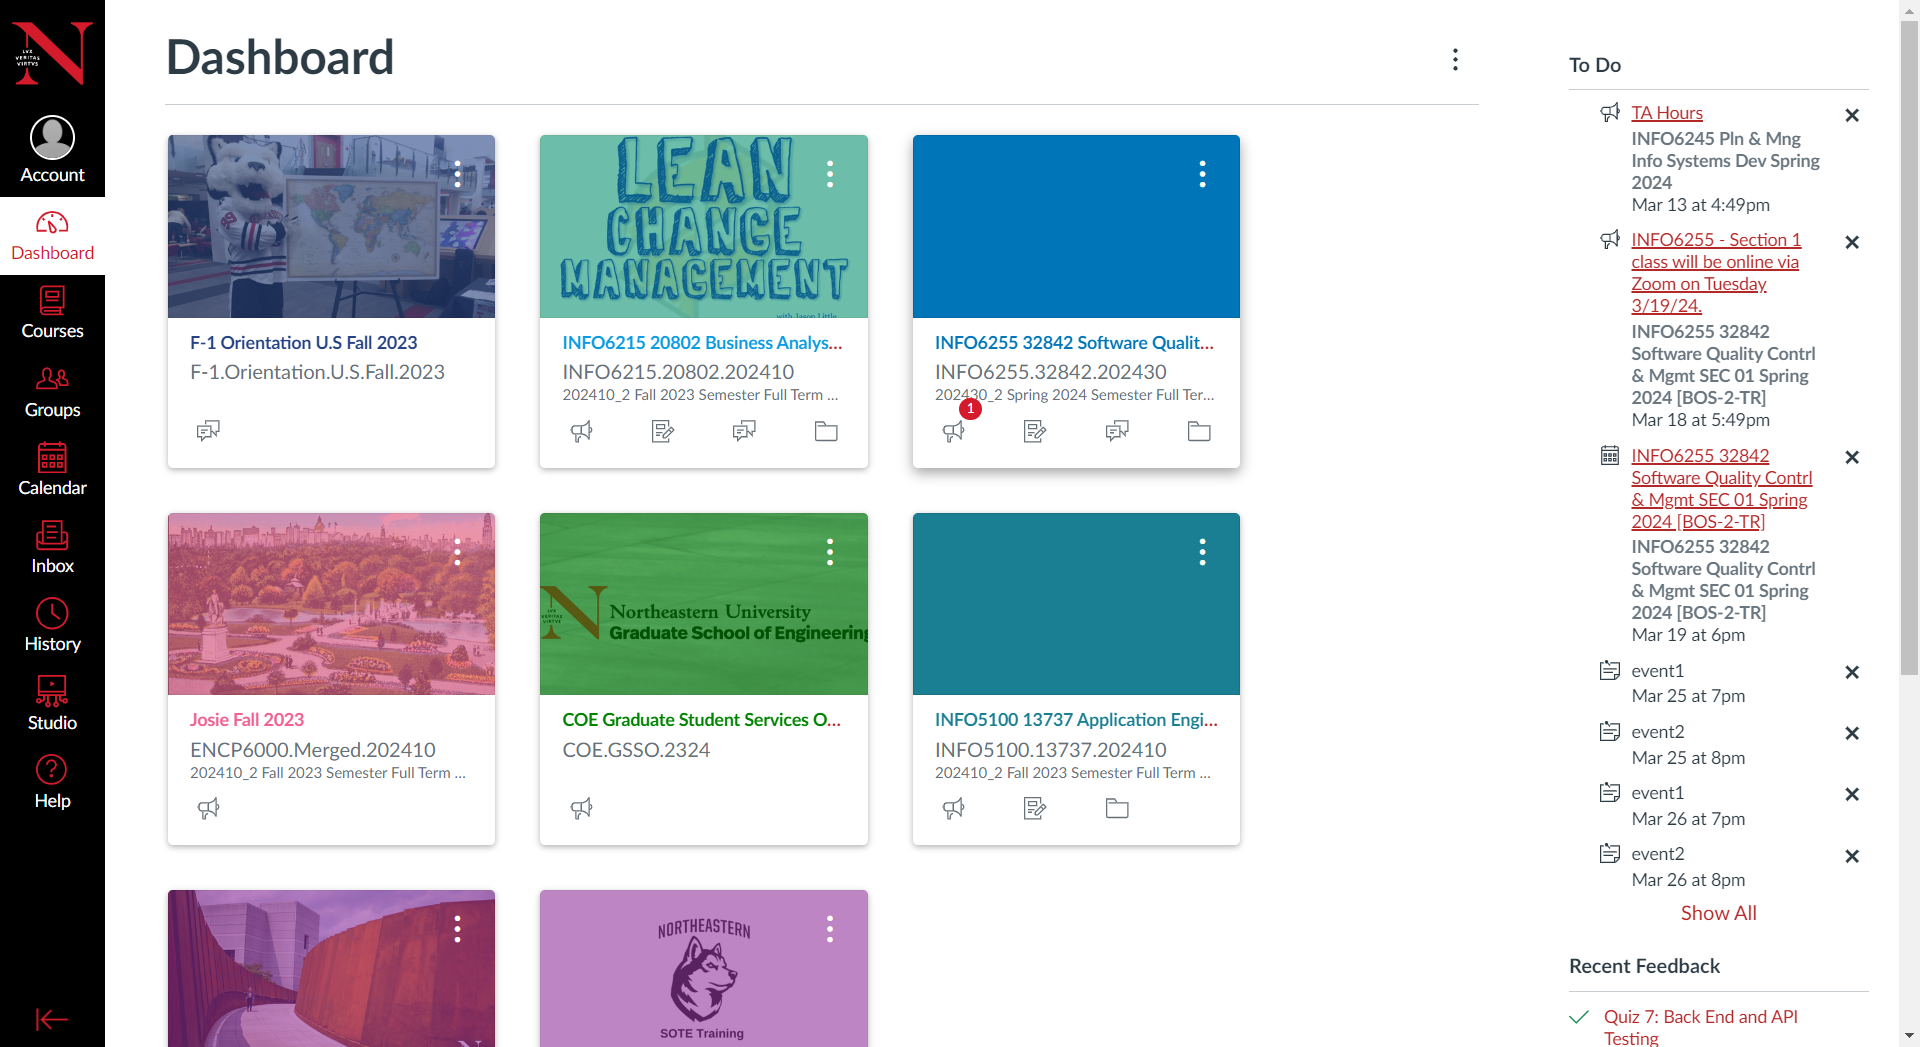 LVX
VERITAS
VIRTVS
Account
Dashboard
Courses
Groups
Calendar
Inbox
History
Studio
Help
Dashboard
F-1 Orientation U.S Fall 2023
F-1.Orientation.U.S.Fall.2023
LEAN
CHANGE
MANAGEMENT
with Jason Little
INFO6215 20802 Business Analys...
INFO6215.20802.202410
202410_2 Fall 2023 Semester Full Term ...
INFO6255 32842 Software Qualit...
INFO6255.32842.202430
202430_2 Spring 2024 Semester Full Ter...
1
Josie Fall 2023
ENCP6000.Merged.202410
202410_2 Fall 2023 Semester Full Term ...
LVX
VERITAS
VIRTVS
Northeastern University
Graduate School of Engineering
COE Graduate Student Services O...
COE.GSSO.2324
INFO5100 13737 Application Engi...
INFO5100.13737.202410
202410_2 Fall 2023 Semester Full Term ...
NORTHEASTERN
SOTE Training
To Do
TA Hours
INFO6245 Pln & Mng
Info Systems Dev Spring
2024
Mar 13 at 4:49pm
INFO6255 - Section 1
class will be online via
Zoom on Tuesday
3/19/24.
INFO6255 32842
Software Quality Contrl
& Mgmt SEC 01 Spring
2024 [BOS-2-TR]
Mar 18 at 5:49pm
INFO6255 32842
Software Quality Contrl
& Mgmt SEC 01 Spring
2024 [BOS-2-TR]
INFO6255 32842
Software Quality Contrl
& Mgmt SEC 01 Spring
2024 [BOS-2-TR]
Mar 19 at 6pm
event1
Mar 25 at 7pm
event2
Mar 25 at 8pm
event1
Mar 26 at 7pm
event2
Mar 26 at 8pm
Show All
Recent Feedback
Quiz 7: Back End and API
Testing